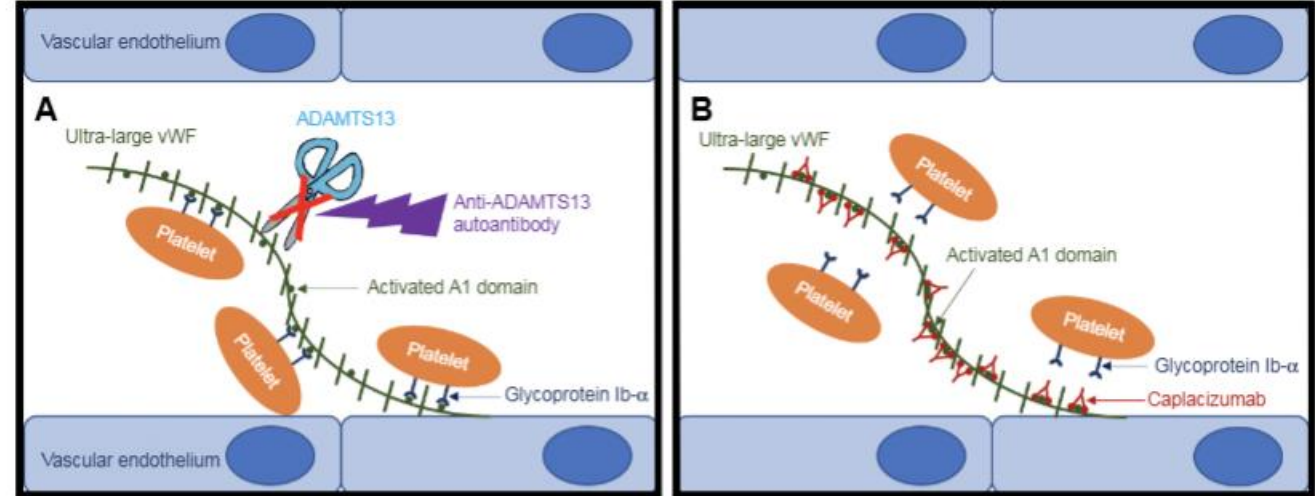 Vascular endothelium
A
Ultra-large vWF
ADAMTS13
Anti-ADAMTS13
autoantibody
Platelet
Activated A1 domain
Platelet
Platelet
Glycoprotein Ib-α
Vascular endothelium
B
Ultra-large vWF
Platelet
Activated A1 domain
Platelet
Platelet
Glycoprotein Ib-α
Caplacizumab